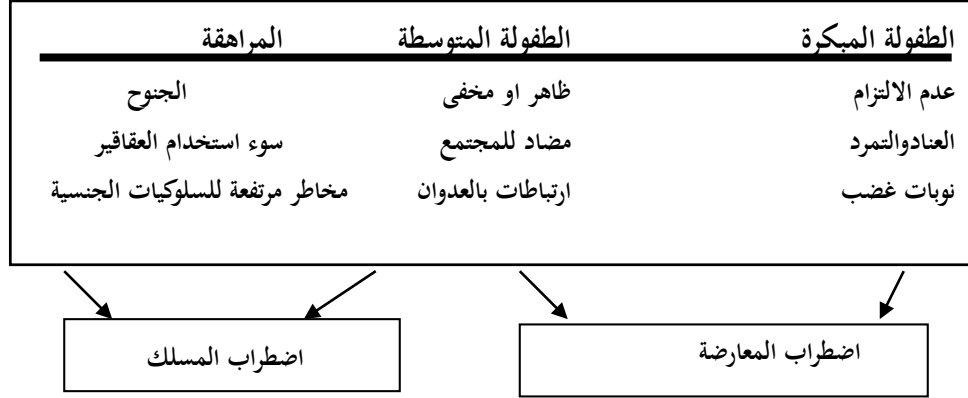 الطفولة المبكرة الطفولة المتوسطة المراهقة
عدم الالتزام ظاهر او مخفى الجنوح
العنادوالتمرد مضاد للمجتمع سوء استخدام العقاقير
نوبات غضب ارتباطات بالعدوان مخاطر مرتفعة للسلوكيات الجنسية
اضطراب المعارضة
اضطراب المسلك